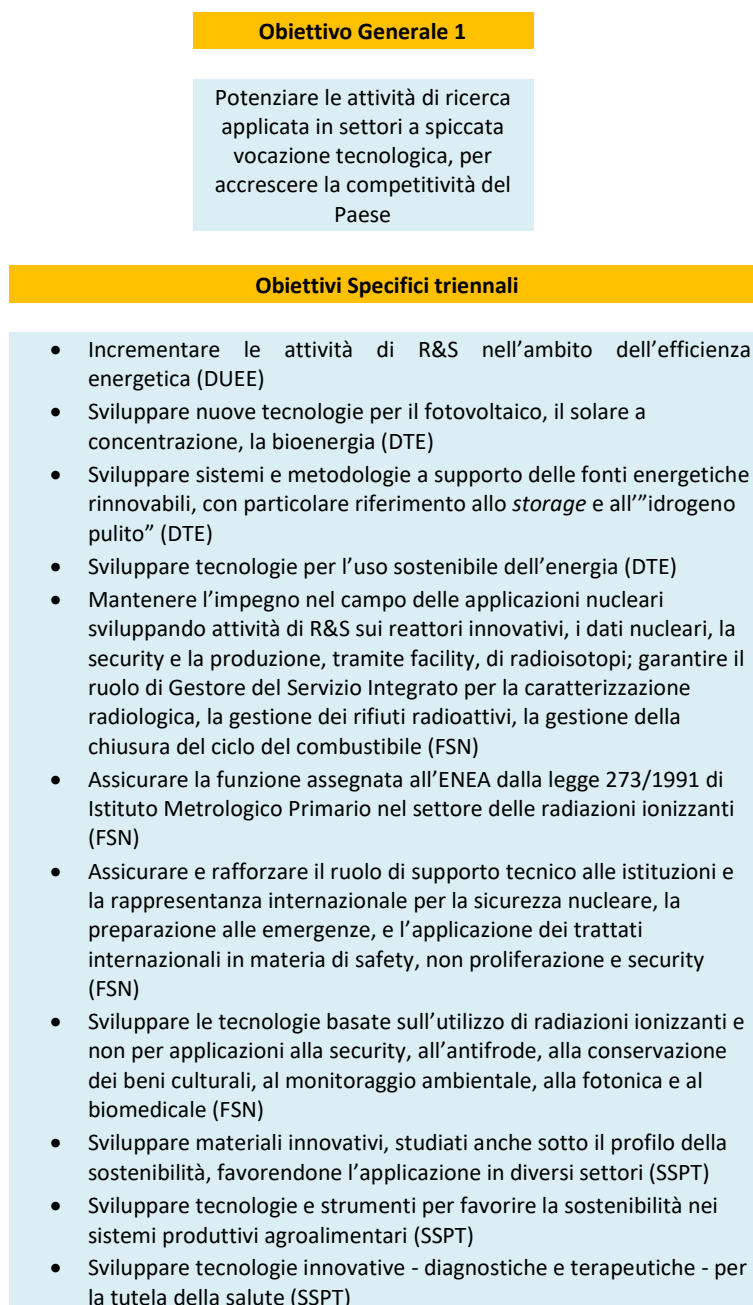 Obiettivo Generale 1
Potenziare le attività di ricerca
applicata in settori a spiccata
vocazione tecnologica, per
accrescere la competitività del
Paese
Obiettivi Specifici triennali
• Incrementare le attività di R&S nell'ambito dell'efficienza
energetica (DUEE)
• Sviluppare nuove tecnologie per il fotovoltaico, il solare a
concentrazione, la bioenergia (DTE)
• Sviluppare sistemi e metodologie a supporto delle fonti energetiche
rinnovabili, con particolare riferimento allo storage e all'"idrogeno
pulito" (DTE)
• Sviluppare tecnologie per l'uso sostenibile dell'energia (DTE)
• Mantenere l'impegno nel campo delle applicazioni nucleari
sviluppando attività di R&S sui reattori innovativi, i dati nucleari, la
security e la produzione, tramite facility, di radioisotopi; garantire il
ruolo di Gestore del Servizio Integrato per la caratterizzazione
radiologica, la gestione dei rifiuti radioattivi, la gestione della
chiusura del ciclo del combustibile (FSN)
• Assicurare la funzione assegnata all'ENEA dalla legge 273/1991 di
Istituto Metrologico Primario nel settore delle radiazioni ionizzanti
(FSN)
• Assicurare e rafforzare il ruolo di supporto tecnico alle istituzioni e
la rappresentanza internazionale per la sicurezza nucleare, la
preparazione alle emergenze, e l'applicazione dei trattati
internazionali in materia di safety, non proliferazione e security
(FSN)
• Sviluppare le tecnologie basate sull'utilizzo di radiazioni ionizzanti e
non per applicazioni alla security, all'antifrode, alla conservazione
dei beni culturali, al monitoraggio ambientale, alla fotonica e al
biomedicale (FSN)
• Sviluppare materiali innovativi, studiati anche sotto il profilo della
sostenibilità, favorendone l'applicazione in diversi settori (SSPT)
• Sviluppare tecnologie e strumenti per favorire la sostenibilità nei
sistemi produttivi agroalimentari (SSPT)
• Sviluppare tecnologie innovative - diagnostiche e terapeutiche - per
la tutela della salute (SSPT)